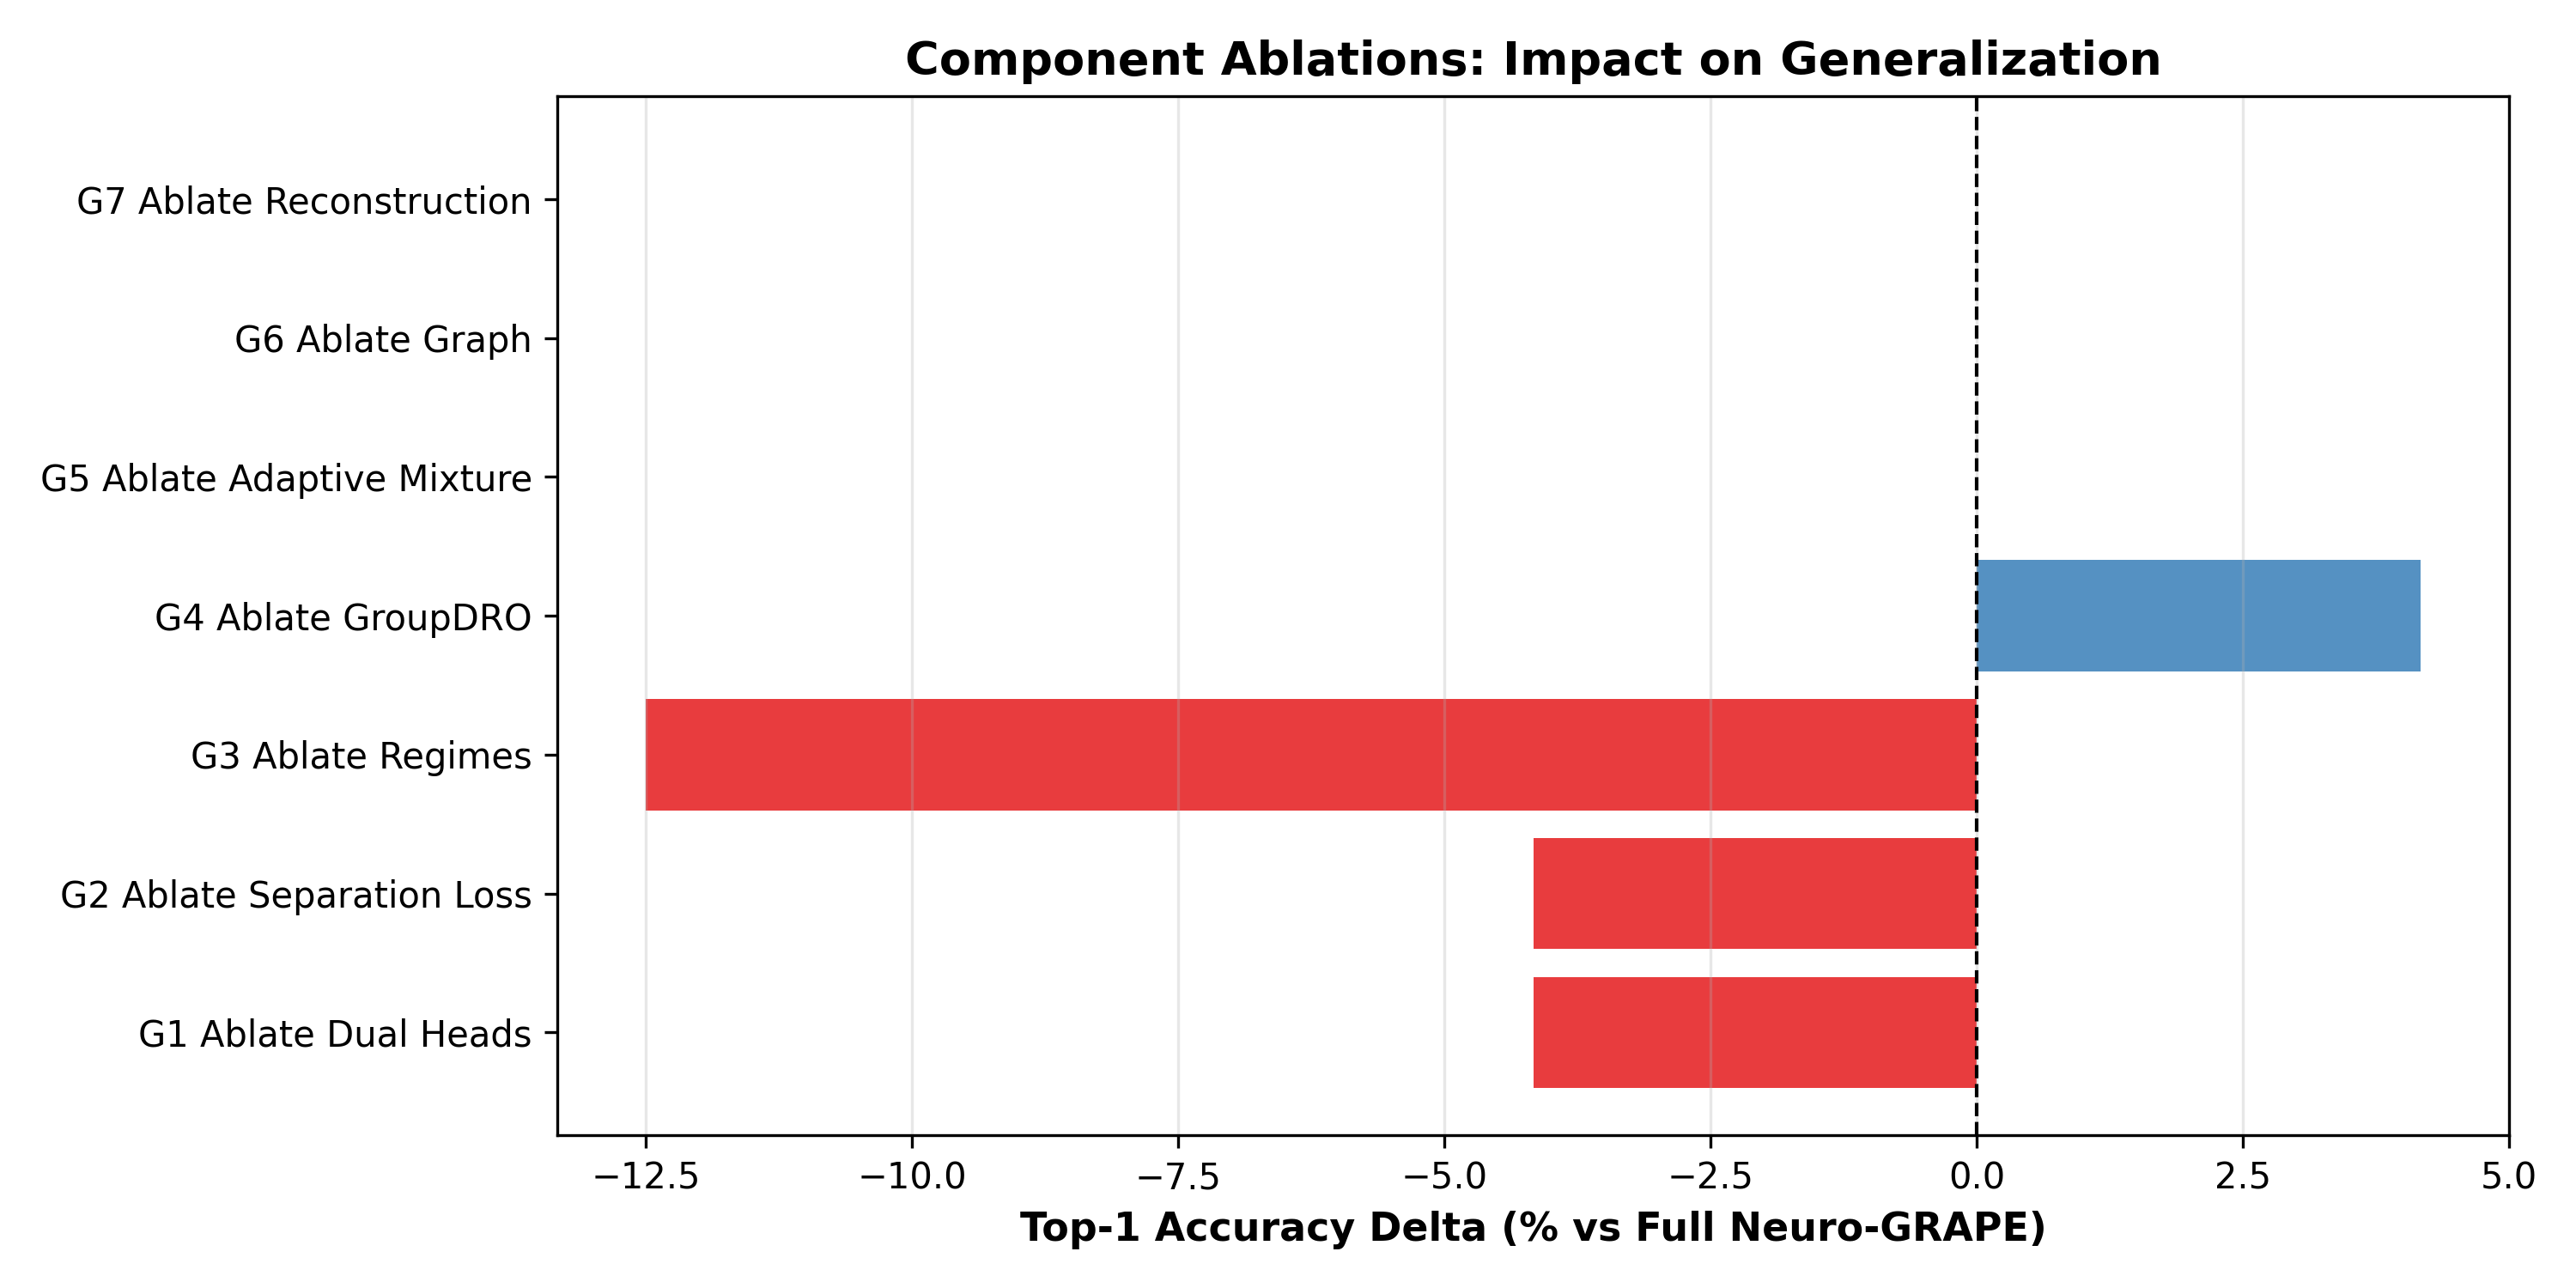 Component Ablations: Impact on Generalization
G7 Ablate Reconstruction
G6 Ablate Graph
G5 Ablate Adaptive Mixture
G4 Ablate GroupDRO
G3 Ablate Regimes
G2 Ablate Separation Loss
G1 Ablate Dual Heads
−12.5 −10.0 −7.5 −5.0 −2.5 0.0 2.5 5.0
Top-1 Accuracy Delta (% vs Full Neuro-GRAPE)